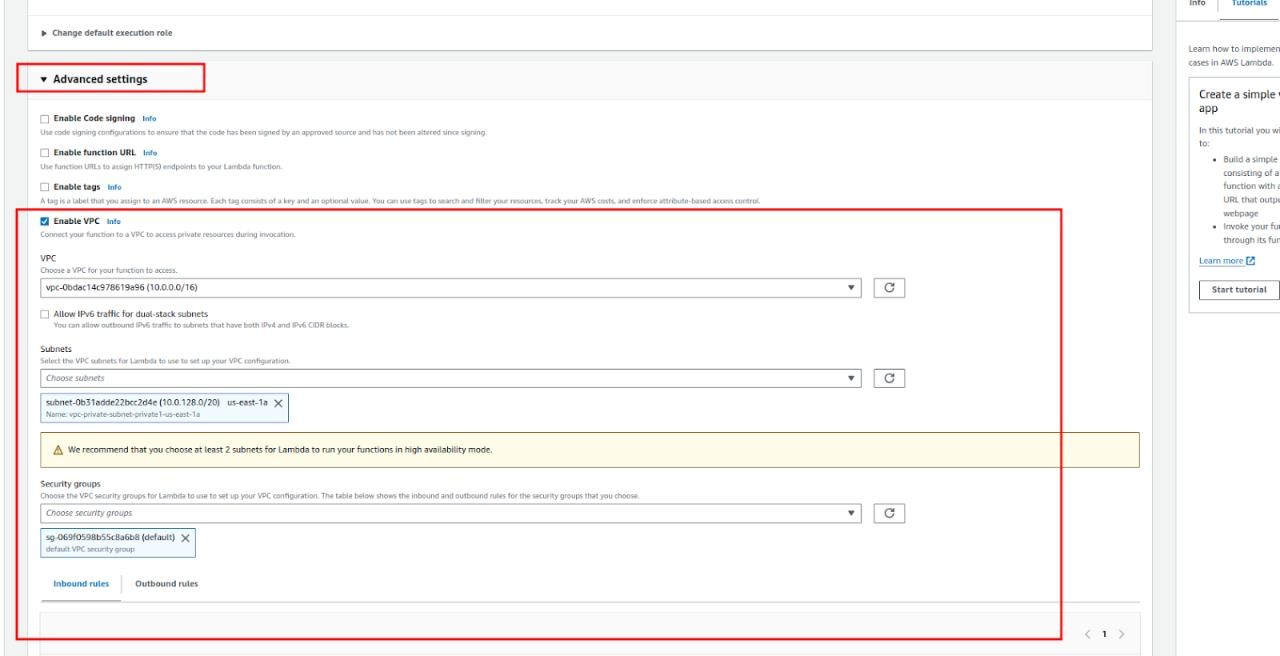 Info
Tutorials
Change default execution role
Learn how to implemen
cases in AWS Lambda.
Advanced settings
Create a simple
app
In this tutorial you wi
to:
Build a simple
consisting of a
function with a
URL that outpu
webpage
Invoke your fu
through its fun
Learn more
Start tutorial
Enable Code signing Info
Use code signing configurations to ensure that the code has been signed by an approved source and has not been altered since signing.
Enable function URL Info
Use function URLs to assign HTTP(S) endpoints to your Lambda function.
Enable tags Info
A tag is a label that you assign to an AWS resource. Each tag consists of a key and an optional value. You can use tags to search and filter your resources, track your AWS costs, and enforce attribute-based access control.
Enable VPC Info
Connect your function to a VPC to access private resources during invocation.
VPC
Choose a VPC for your function to access.
vpc-0bdac14c978619a96 (10.0.0.0/16)
Allow IPv6 traffic for dual-stack subnets
You can allow outbound IPv6 traffic to subnets that have both IPv4 and IPv6 CIDR blocks.
Subnets
Select the VPC subnets for Lambda to use to set up your VPC configuration.
Choose subnets
subnet-0b31adde22bcc2d4e (10.0.128.0/20) us-east-1a
Name: vpc-private-subnet-private1-us-east-1a
We recommend that you choose at least 2 subnets for Lambda to run your functions in high availability mode.
Security groups
Choose the VPC security groups for Lambda to use to set up your VPC configuration. The table below shows the inbound and outbound rules for the security groups that you choose.
Choose security groups
sg-069f0598b55c8a6b8 (default)
default VPC security group
Inbound rules
Outbound rules
1